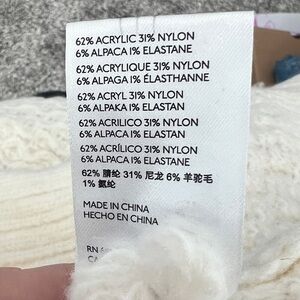 62% ACRYLIC 31% NYLON
6% ALPACA 1% ELASTANE
62% ACRYLIQUE 31% NYLON
6% ALPAGA 1% ÉLASTHANNE
62% ACRYL 31% NYLON
6% ALPAKA 1% ELASTAN
62% ACRILICO 31% NYLON
6% ALPACA 1% ELASTAN
62% ACRÍLICO 31% NYLON
6% ALPACA 1% ELASTANE
62% 腈纶 31% 尼龙 6% 羊驼毛
1% 氨纶
MADE IN CHINA
HECHO EN CHINA
RN